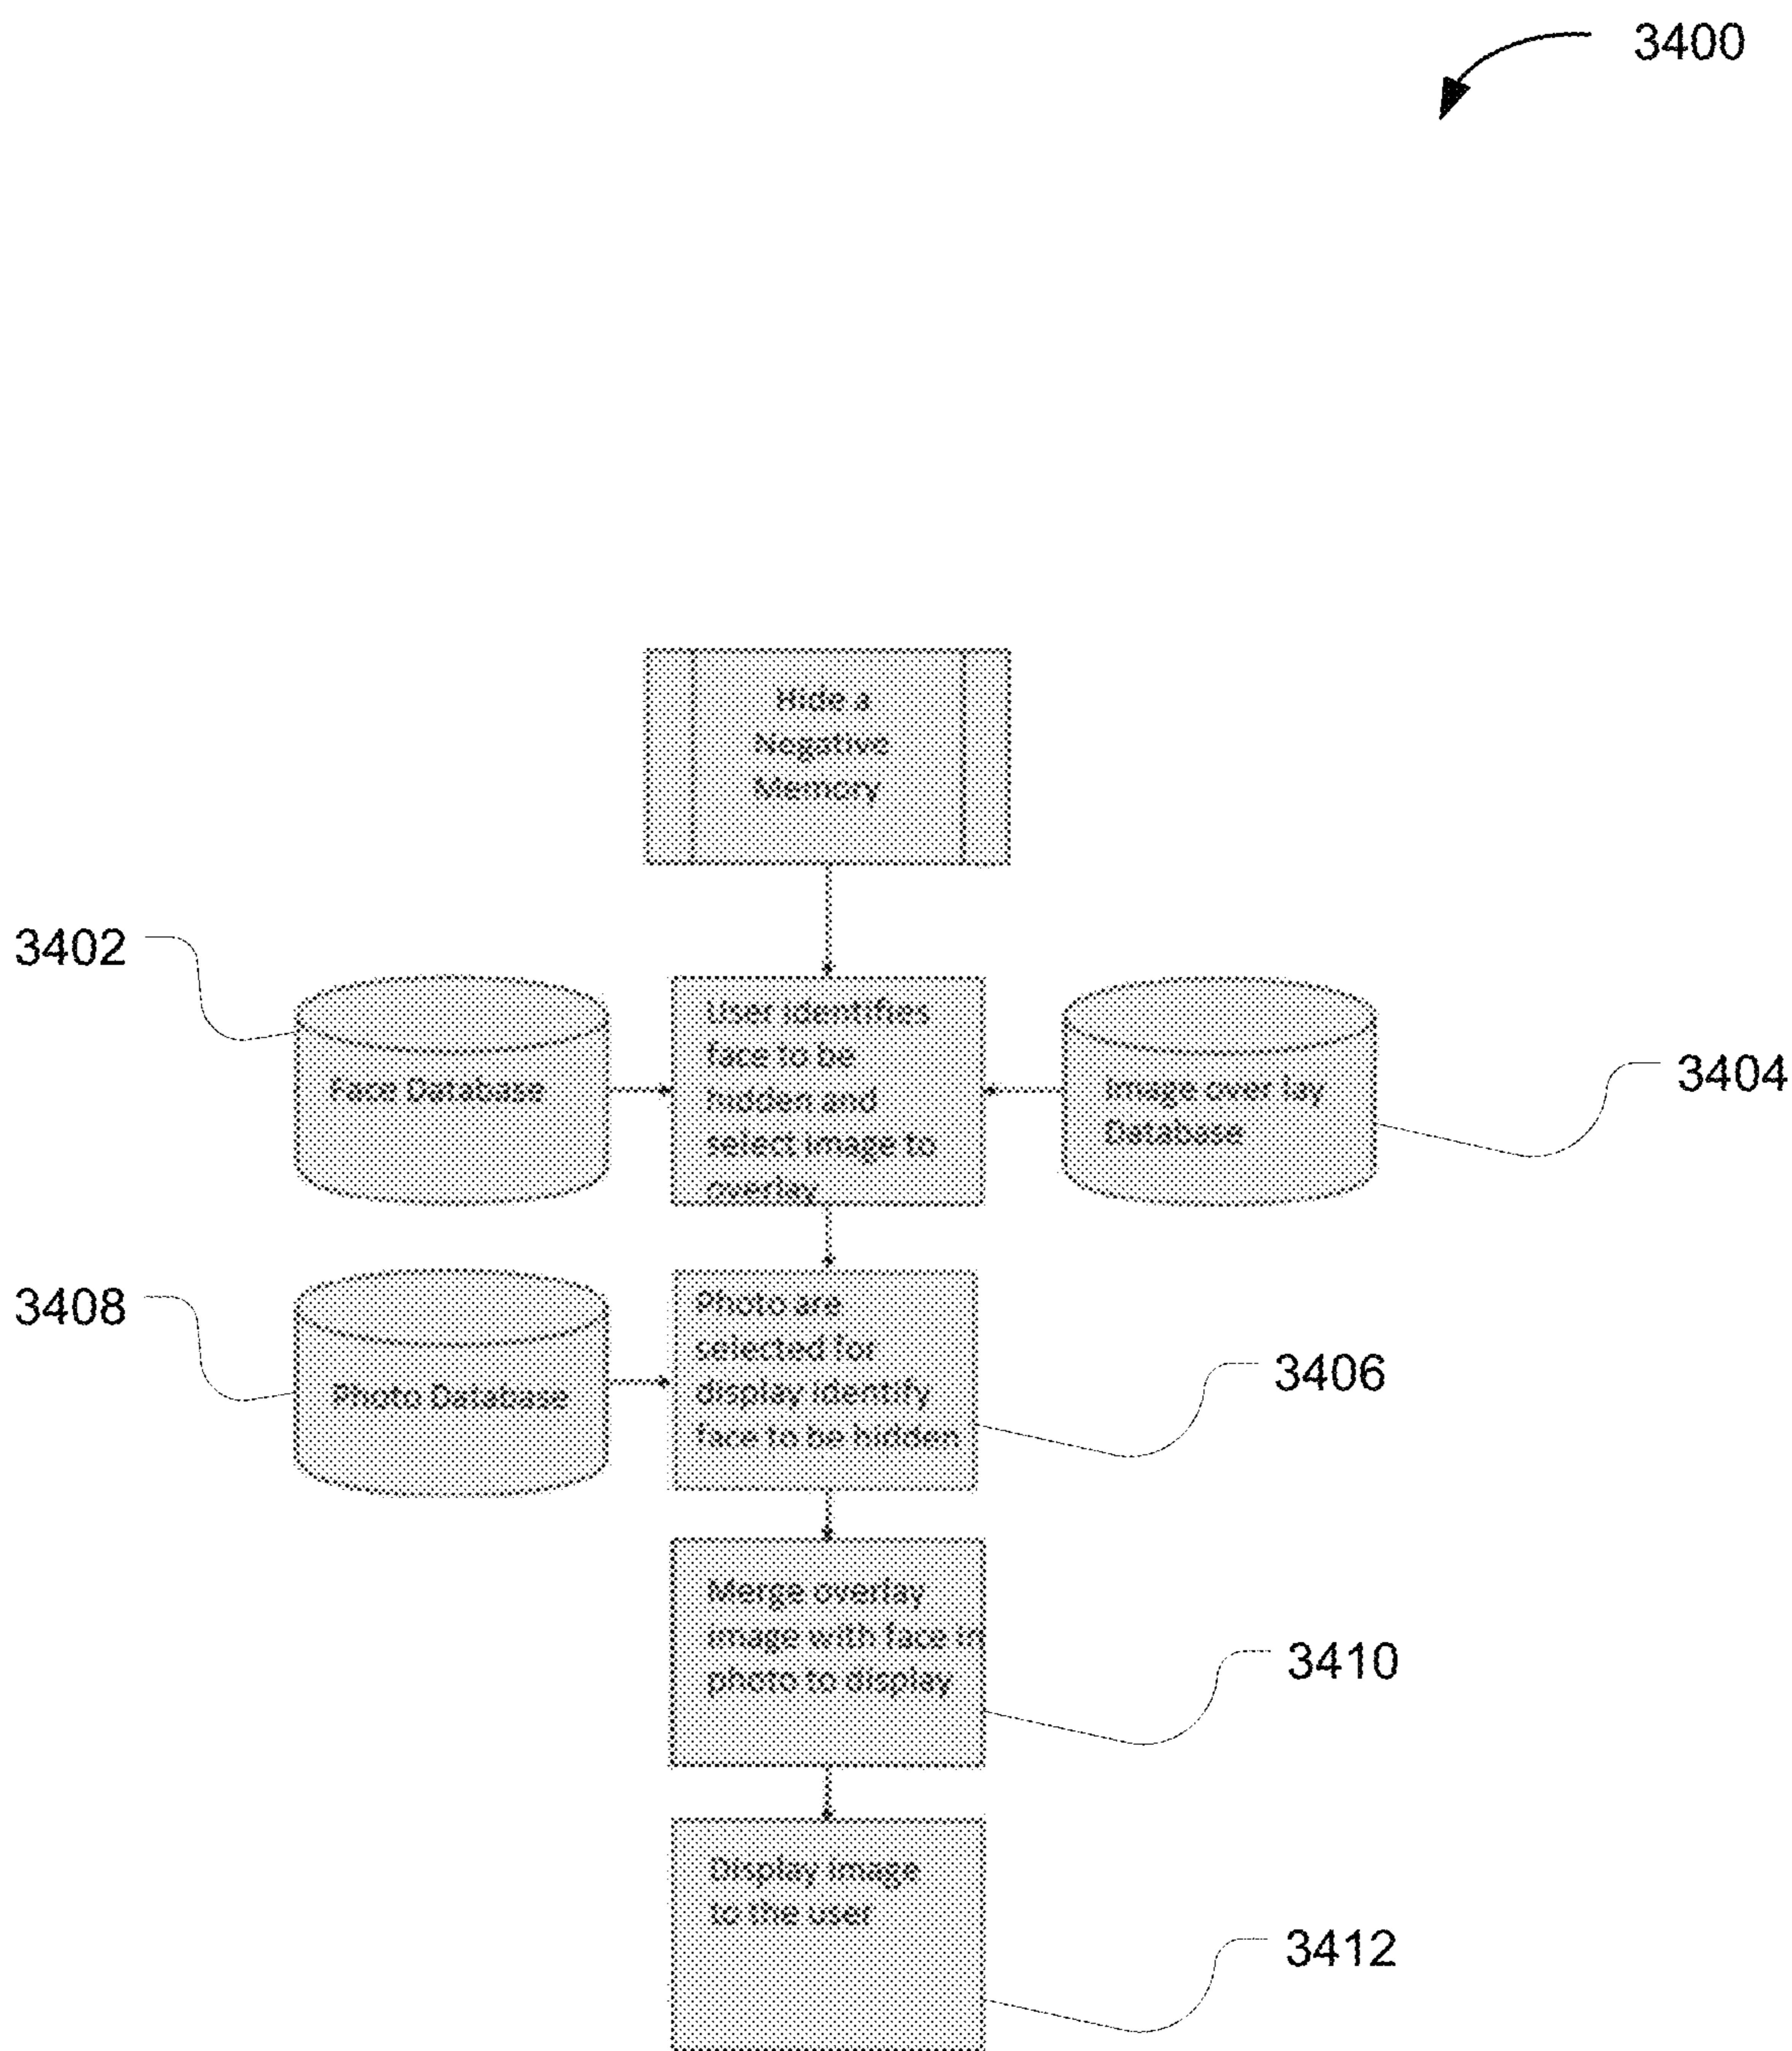 3400
Hide a
Negative
Memory
3402
Face Database
User identifies
face to be
hidden and
select image to
overlay
Image over lay
Database
3404
3408
Photo Database
Photo are
selected for
display identify
face to be hidden
3406
Merge overlay
image with face in
photo to display
3410
Display image
to the user
3412